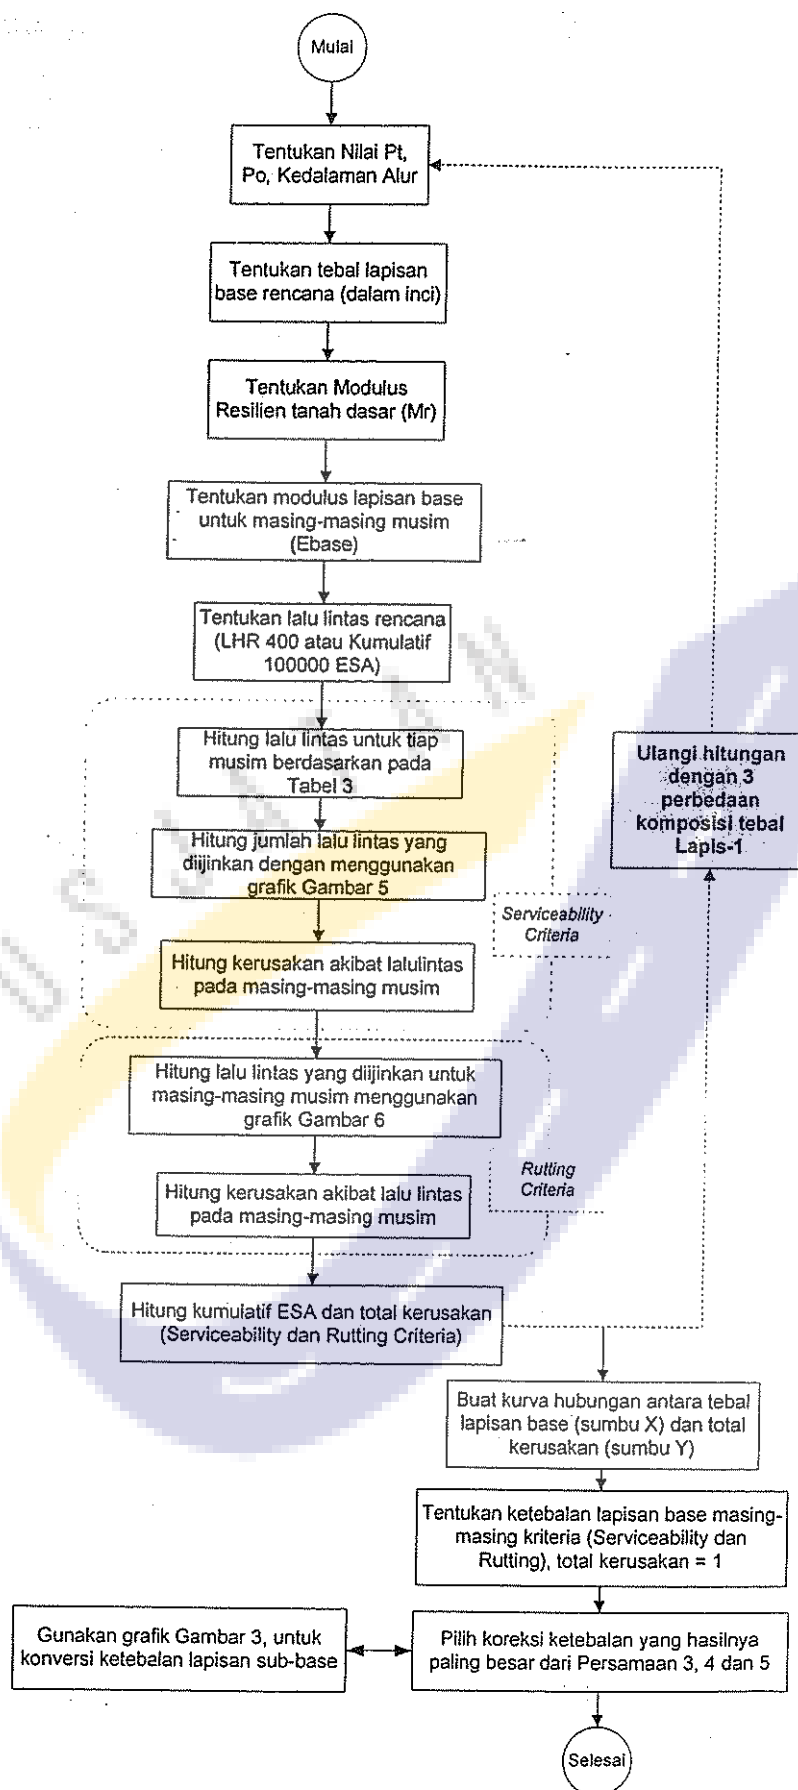 Mulai
Tentukan Nilai Pt,
Po, Kedalaman Alur
Tentukan tebal lapisan
base rencana (dalam inci)
Tentukan Modulus
Resilien tanah dasar (Mr)
Tentukan modulus lapisan base
untuk masing-masing musim
(Ebase)
Tentukan lalu lintas rencana
(LHR 400 atau Kumulatif
100000 ESA)
Hitung lalu lintas untuk tiap
musim berdasarkan pada
Tabel 3
Hitung jumlah lalu lintas yang
diijinkan dengan menggunakan
grafik Gambar 5
Serviceability
Criteria
Hitung kerusakan akibat lalulintas
pada masing-masing musim
Hitung lalu lintas yang diijinkan untuk
masing-masing musim menggunakan
grafik Gambar 6
Rutting
Criteria
Hitung kerusakan akibat lalu lintas
pada masing-masing musim
Hitung kumulatif ESA dan total kerusakan
(Serviceability dan Rutting Criteria)
Ulangi hitungan
dengan 3
perbedaan
komposisi tebal
Lapis-1
Buat kurva hubungan antara tebal
lapisan base (sumbu X) dan total
kerusakan (sumbu Y)
Tentukan ketebalan lapisan base masing-
masing kriteria (Serviceability dan
Rutting), total kerusakan = 1
Gunakan grafik Gambar 3, untuk
konversi ketebalan lapisan sub-base
Pilih koreksi ketebalan yang hasilnya
paling besar dari Persamaan 3, 4 dan 5
Selesai